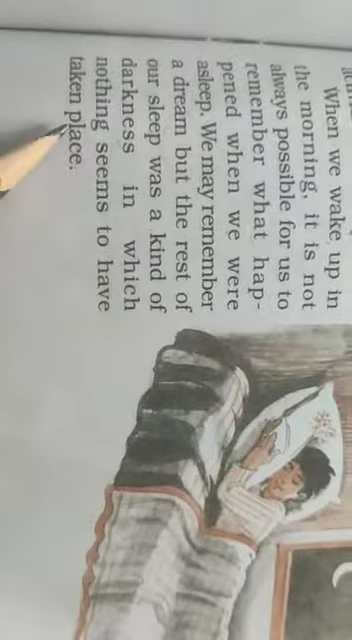 When we wake up in
the morning, it is not
always possible for us to
remember what hap-
pened when we were
asleep. We may remember
a dream but the rest of
our sleep was a kind of
darkness in which
nothing seems to have
taken place.